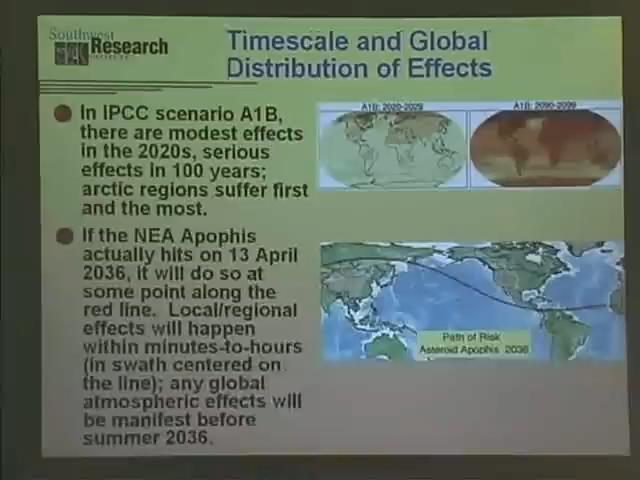 Southwest
Research
Timescale and Global
Distribution of Effects
In IPCC scenario A1B,
there are modest effects
in the 2020s, serious
effects in 100 years;
arctic regions suffer first
and the most.
A1B: 2020-2029
A1B: 2090-2099
If the NEA Apophis
actually hits on 13 April
2036, it will do so at
some point along the
red line. Local/regional
effects will happen
within minutes-to-hours
(in swath centered on
the line); any global
atmospheric effects will
be manifest before
summer 2036.
Path of Risk
Asteroid Apophis 2036